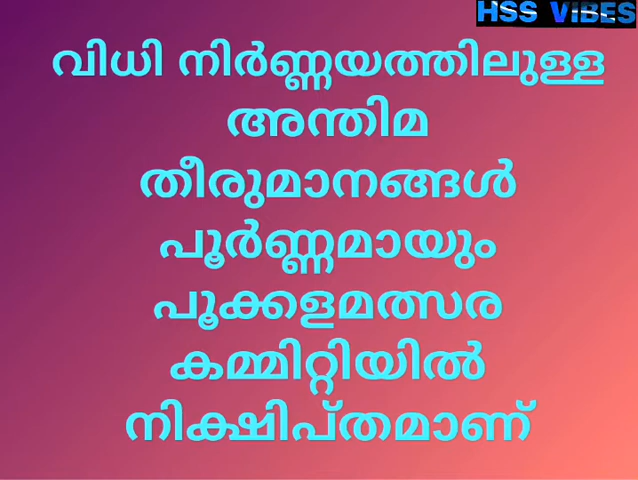 HSS VIBES
വിധി നിർണ്ണയത്തിലുള്ള
അന്തിമ
തീരുമാനങ്ങൾ
പൂർണ്ണമായും
പൂക്കളമത്സര
കമ്മിറ്റിയിൽ
നിക്ഷിപ്തമാണ്